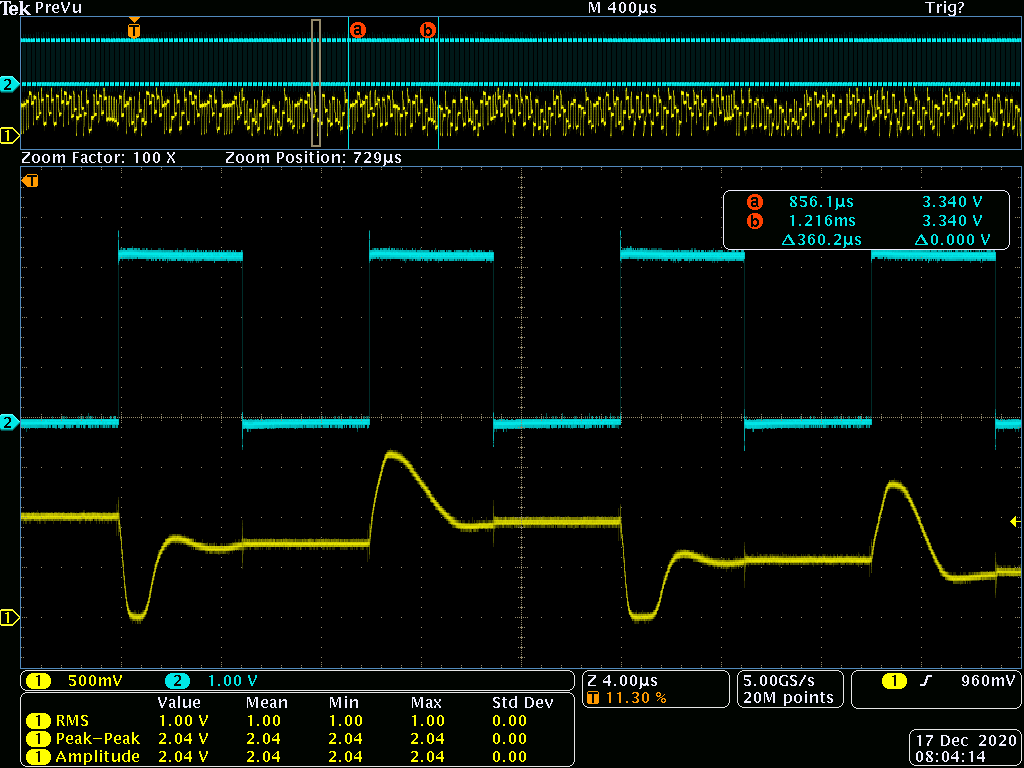 Tek PreVu M 400µs Trig?
T a b
2
1
Zoom Factor: 100 X Zoom Position: 729µs
T
a 856.1µs 3.340 V
b 1.216ms 3.340 V
Δ360.2µs Δ0.000 V
2
1
1 500mV 2 1.00 V Z 4.00µs 5.00GS/s 1 960mV
T 11.30 % 20M points
Value Mean Min Max Std Dev
1 RMS 1.00 V 1.00 1.00 1.00 0.00
1 Peak–Peak 2.04 V 2.04 2.04 2.04 0.00
1 Amplitude 2.04 V 2.04 2.04 2.04 0.00
17 Dec 2020
08:04:14